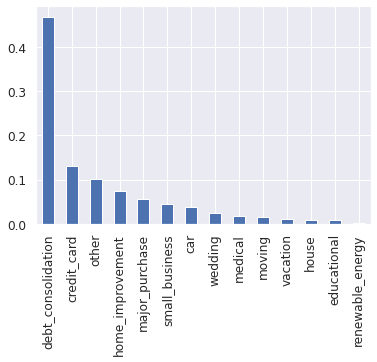 0.4
0.3
0.2
0.1
0.0
debt_consolidation
credit_card
other
home_improvement
major_purchase
small_business
car
wedding
medical
moving
vacation
house
educational
renewable_energy